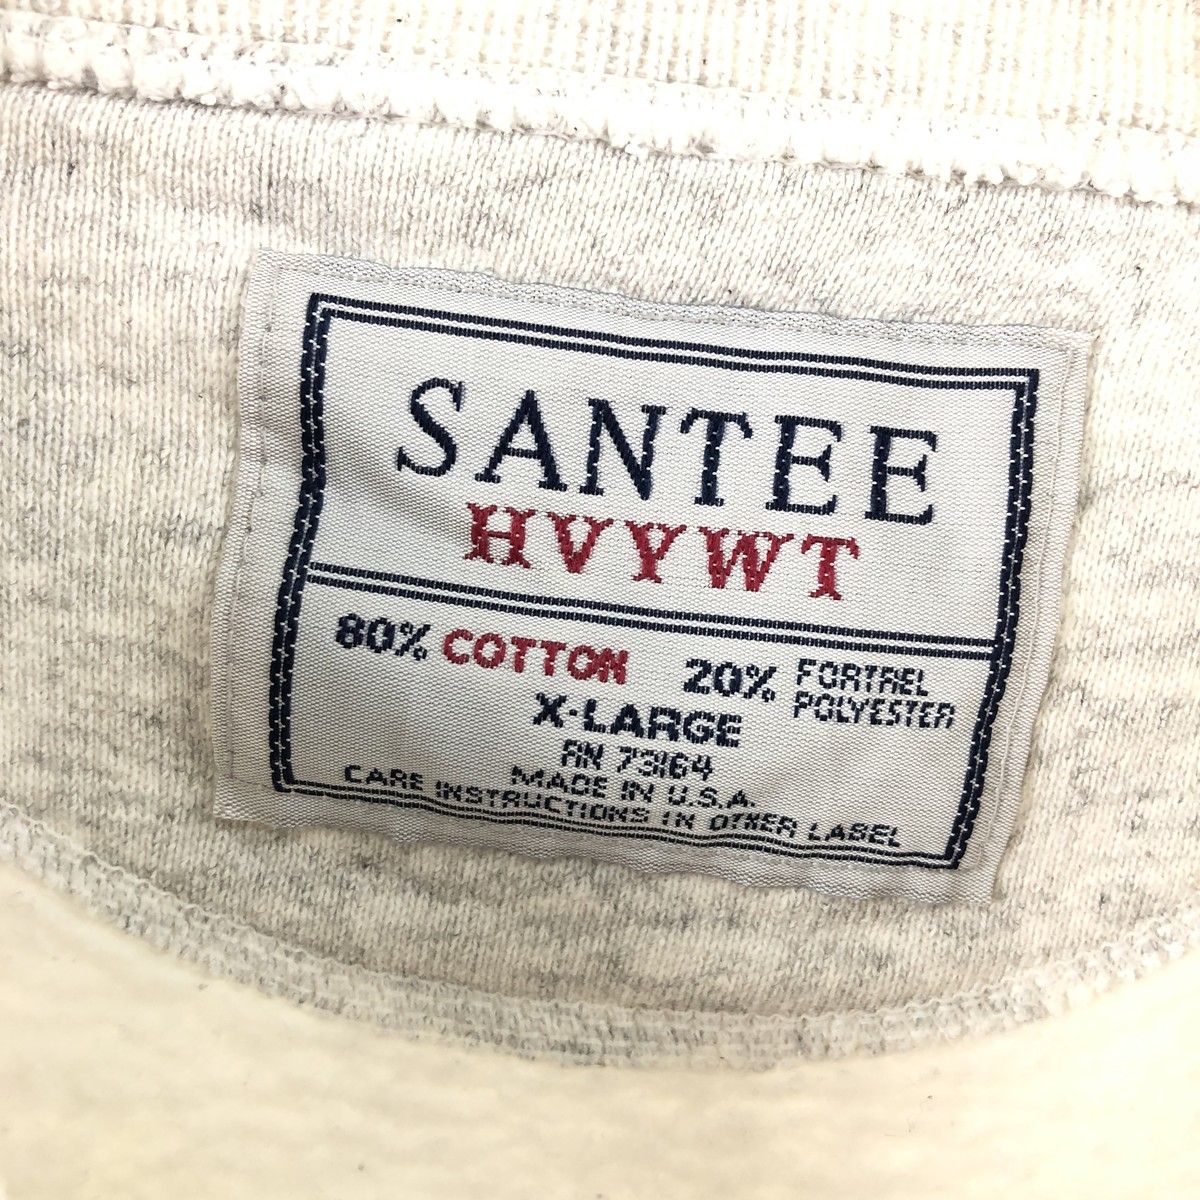 SANTEE
HVYWT
80% COTTON 20% FORTREL POLYESTER
X-LARGE
RN 73164
MADE IN U.S.A.
CARE INSTRUCTIONS IN OTHER LABEL